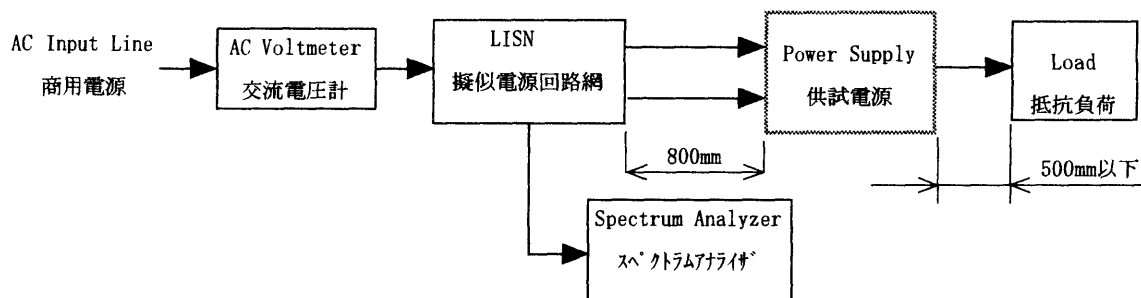 AC Input Line
商用電源
AC Voltmeter
交流電圧計
LISN
擬似電源回路網
Power Supply
供試電源
Load
抵抗負荷
800mm
500mm以下
Spectrum Analyzer
ｽﾍﾟｸﾄﾗﾑｱﾅﾗｲｻﾞ